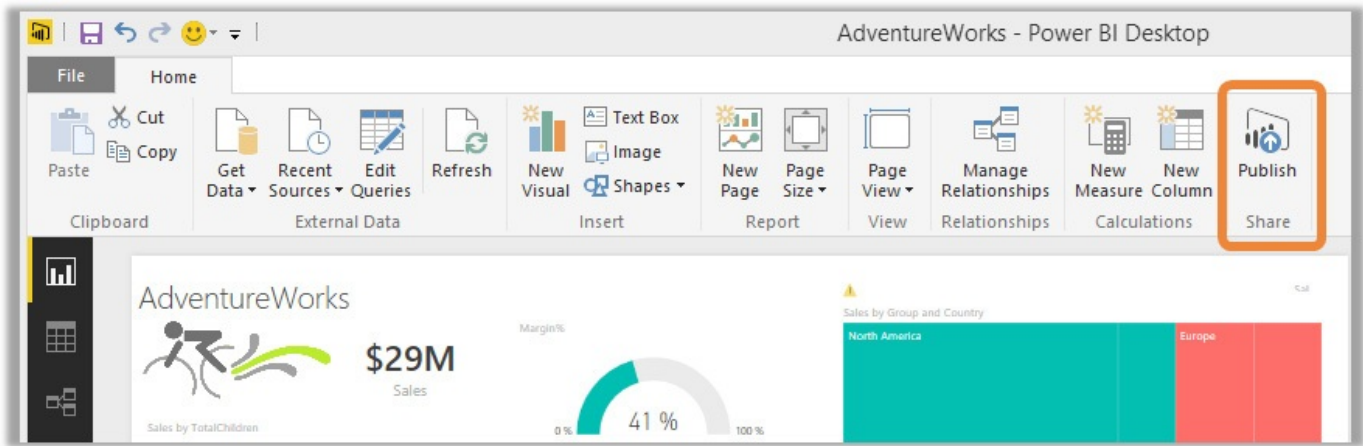 AdventureWorks - Power BI Desktop
File Home
Cut
Copy
Paste
Get Data
Recent Sources
Edit Queries
Refresh
New Visual
Text Box
Image
Shapes
New Page
Page Size
Page View
Manage Relationships
New Measure
New Column
Publish
Clipboard External Data Insert Report View Relationships Calculations Share
AdventureWorks
$29M
Sales
Sales by TotalChildren
Margin%
0 % 41 % 100 %
Sales by Group and Country
North America Europe